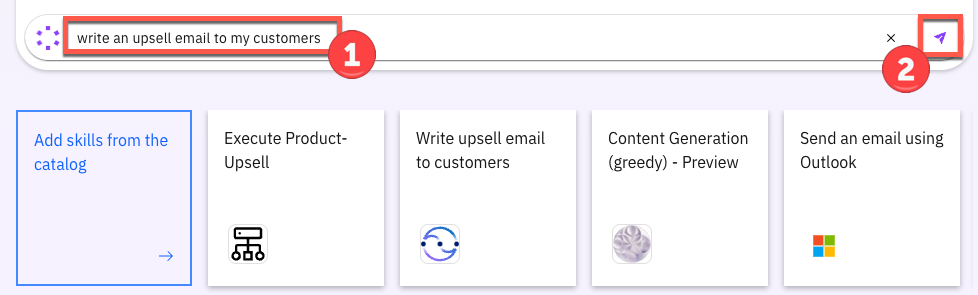 write an upsell email to my customers
1
2
Add skills from the
catalog
Execute Product-
Upsell
Write upsell email
to customers
Content Generation
(greedy) - Preview
Send an email using
Outlook